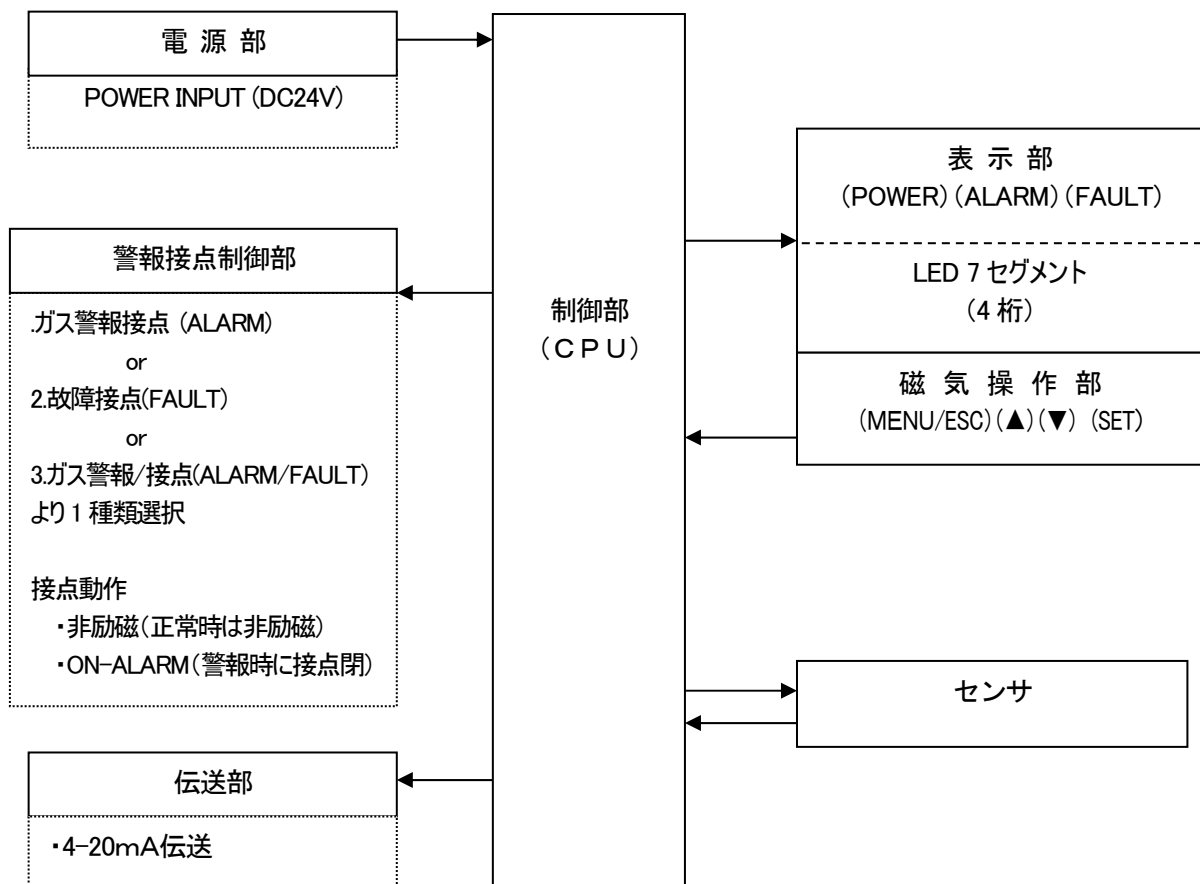 電 源 部
POWER INPUT (DC24V)
警報接点制御部
.ガス警報接点 (ALARM)
or
2.故障接点(FAULT)
or
3.ガス警報/接点(ALARM/FAULT)
より 1 種類選択
接点動作
・非励磁(正常時は非励磁)
・ON-ALARM(警報時に接点閉)
伝送部
・4-20mA伝送
制御部
(CPU)
表 示 部
(POWER)(ALARM)(FAULT)
LED 7 セグメント
(4 桁)
磁 気 操 作 部
(MENU/ESC)(▲)(▼) (SET)
センサ